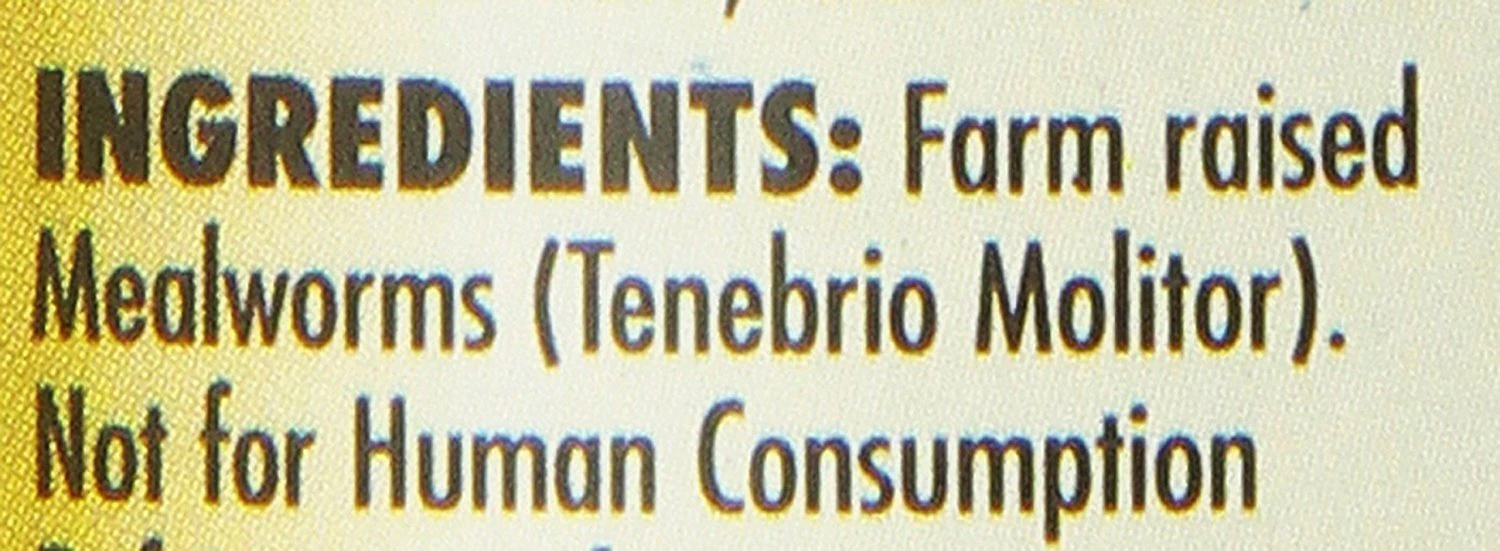 INGREDIENTS: Farm raised
Mealworms (Tenebrio Molitor).
Not for Human Consumption